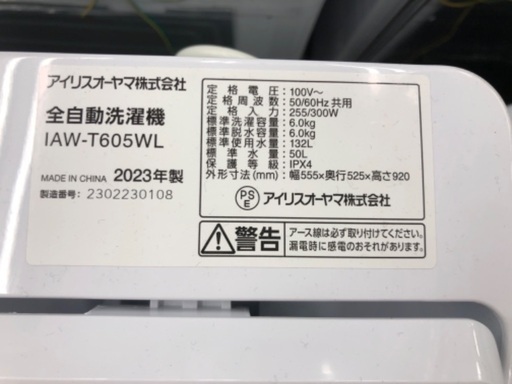 アイリスオーヤマ株式会社
全自動洗濯機
IAW-T605WL
MADE IN CHINA 2023年製
製造番号: 2302230108
定格電圧: 100V～
定格周波数: 50/60Hz共用
定格入力: 255/300W
標準洗濯容量: 6.0kg
標準脱水容量: 6.0kg
標準使用水量: 132L
標準水量: 50L
保護等級: IPX4
外形寸法(mm): 幅555×奥行525×高さ920
PS
E アイリスオーヤマ株式会社
警告
アース線は必ず取り付けてください。
漏電時に感電のおそれがあります。